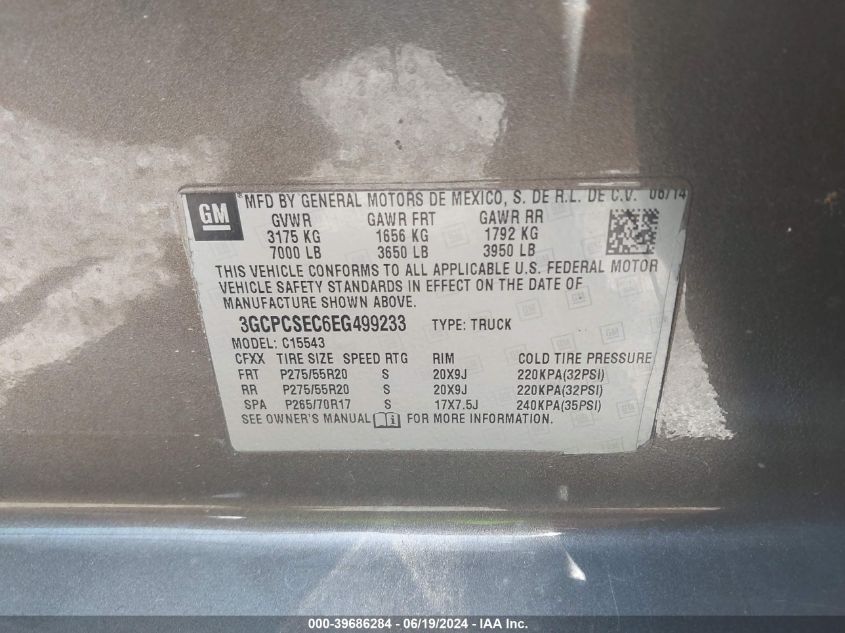 GM ® MFD BY GENERAL MOTORS DE MEXICO, S. DE R.L. DE C.V. 06/14
GVWR GAWR FRT GAWR RR
3175 KG 1656 KG 1792 KG
7000 LB 3650 LB 3950 LB
THIS VEHICLE CONFORMS TO ALL APPLICABLE U.S. FEDERAL MOTOR
VEHICLE SAFETY STANDARDS IN EFFECT ON THE DATE OF
MANUFACTURE SHOWN ABOVE.
3GCPCSEC6EG499233 TYPE: TRUCK
MODEL: C15543
CFXX TIRE SIZE SPEED RTG RIM COLD TIRE PRESSURE
FRT P275/55R20 S 20X9J 220KPA(32PSI)
RR P275/55R20 S 20X9J 220KPA(32PSI)
SPA P265/70R17 S 17X7.5J 240KPA(35PSI)
SEE OWNER'S MANUAL FOR MORE INFORMATION.
000-39686284 - 06/19/2024 - IAA Inc.